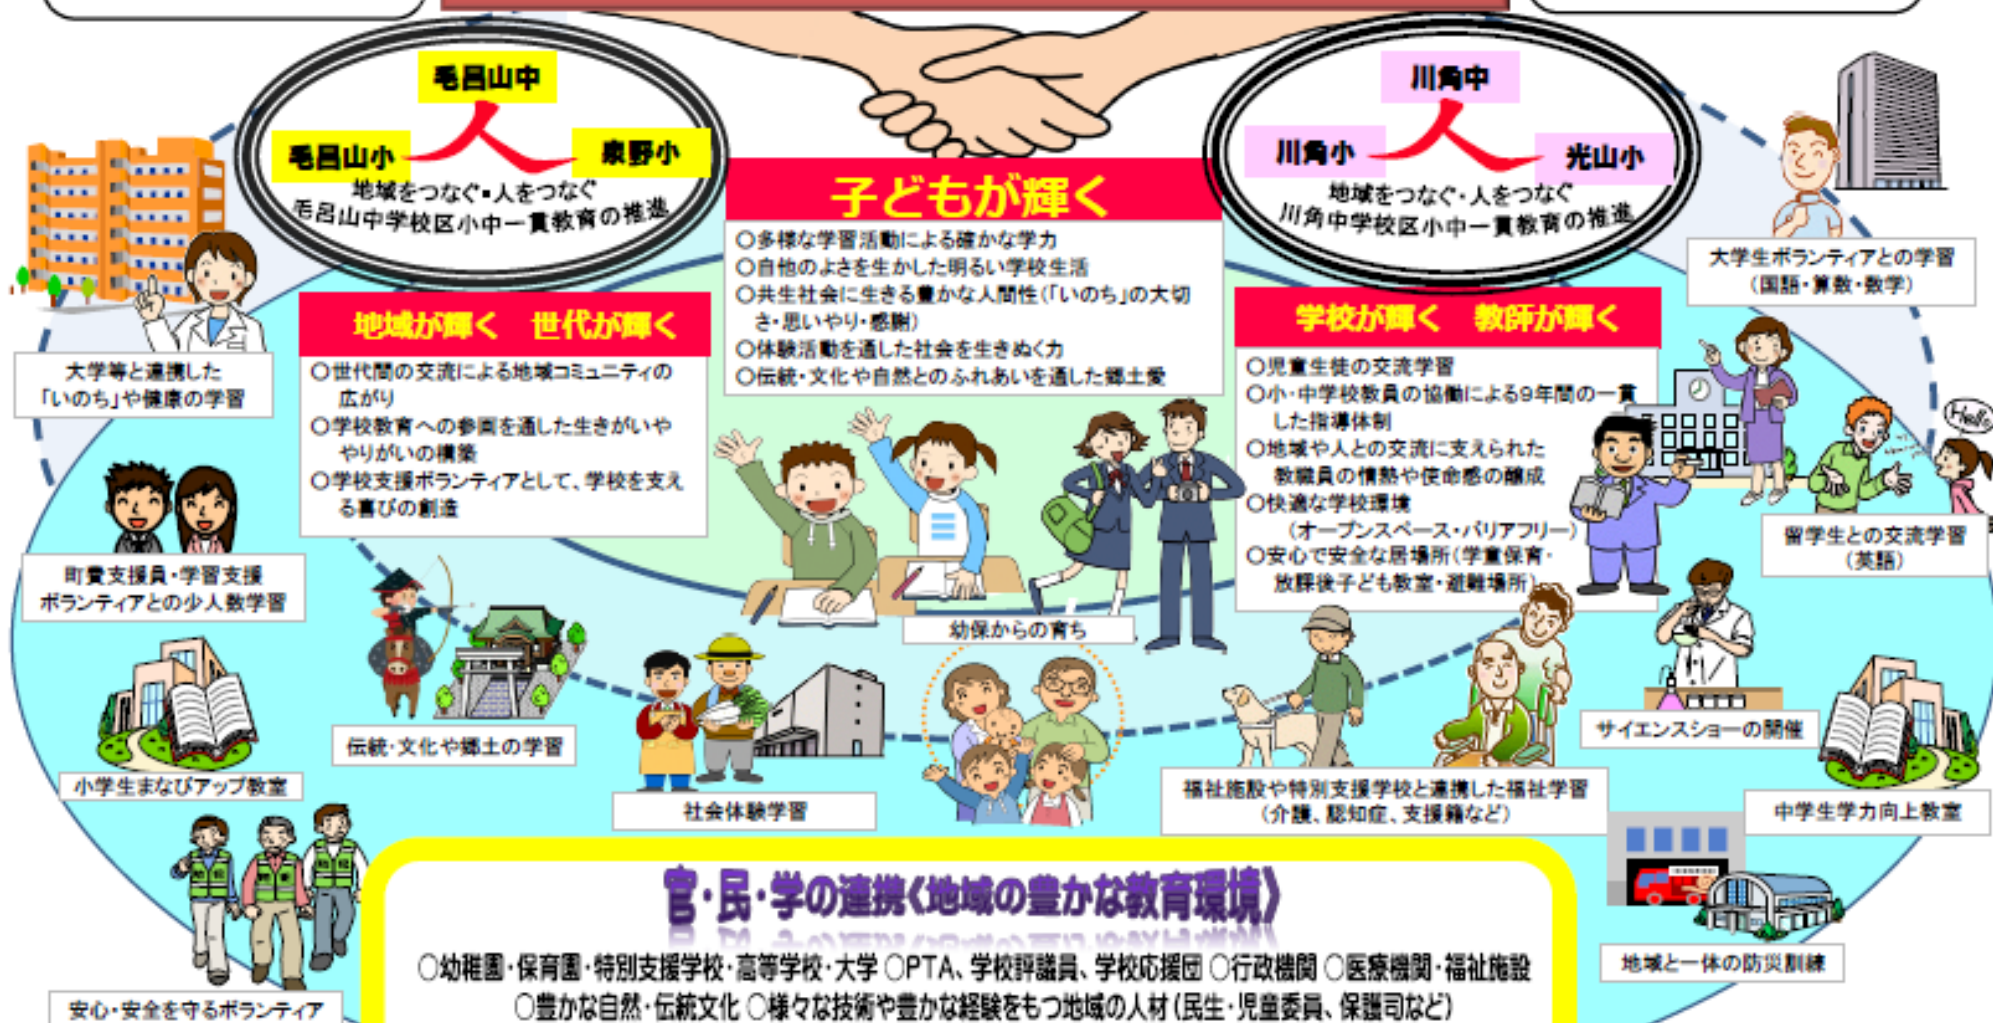 毛呂山中
毛呂山小
泉野小
地域をつなぐ・人をつなぐ
毛呂山中学校区小中一貫教育の推進
川角中
川角小
光山小
地域をつなぐ・人をつなぐ
川角中学校区小中一貫教育の推進
子どもが輝く
○多様な学習活動による確かな学力
○自他のよさを生かした明るい学校生活
○共生社会に生きる豊かな人間性(「いのち」の大切
さ・思いやり・感謝)
○体験活動を通した社会を生きぬく力
○伝統・文化や自然とのふれあいを通した郷土愛
地域が輝く 世代が輝く
○世代間の交流による地域コミュニティの
広がり
○学校教育への参画を通した生きがいや
やりがいの構築
○学校支援ボランティアとして、学校を支え
る喜びの創造
学校が輝く 教師が輝く
○児童生徒の交流学習
○小・中学校教員の協働による9年間の一貫
した指導体制
○地域や人との交流に支えられた
教職員の情熱や使命感の醸成
○快適な学校環境
(オープンスペース・バリアフリー)
○安心で安全な居場所(学童保育・
放課後子ども教室・避難場所)
大学生ボランティアとの学習
(国語・算数・数学)
大学等と連携した
「いのち」や健康の学習
Hello
留学生との交流学習
(英語)
町費支援員・学習支援
ボランティアとの少人数学習
幼保からの育ち
伝統・文化や郷土の学習
サイエンスショーの開催
小学生まなびアップ教室
社会体験学習
福祉施設や特別支援学校と連携した福祉学習
(介護、認知症、支援籍など)
中学生学力向上教室
地域と一体の防災訓練
安心・安全を守るボランティア
官・民・学の連携《地域の豊かな教育環境》
○幼稚園・保育園・特別支援学校・高等学校・大学 ○PTA、学校評議員、学校応援団 ○行政機関 ○医療機関・福祉施設
○豊かな自然・伝統文化 ○様々な技術や豊かな経験をもつ地域の人材(民生・児童委員、保護司など)